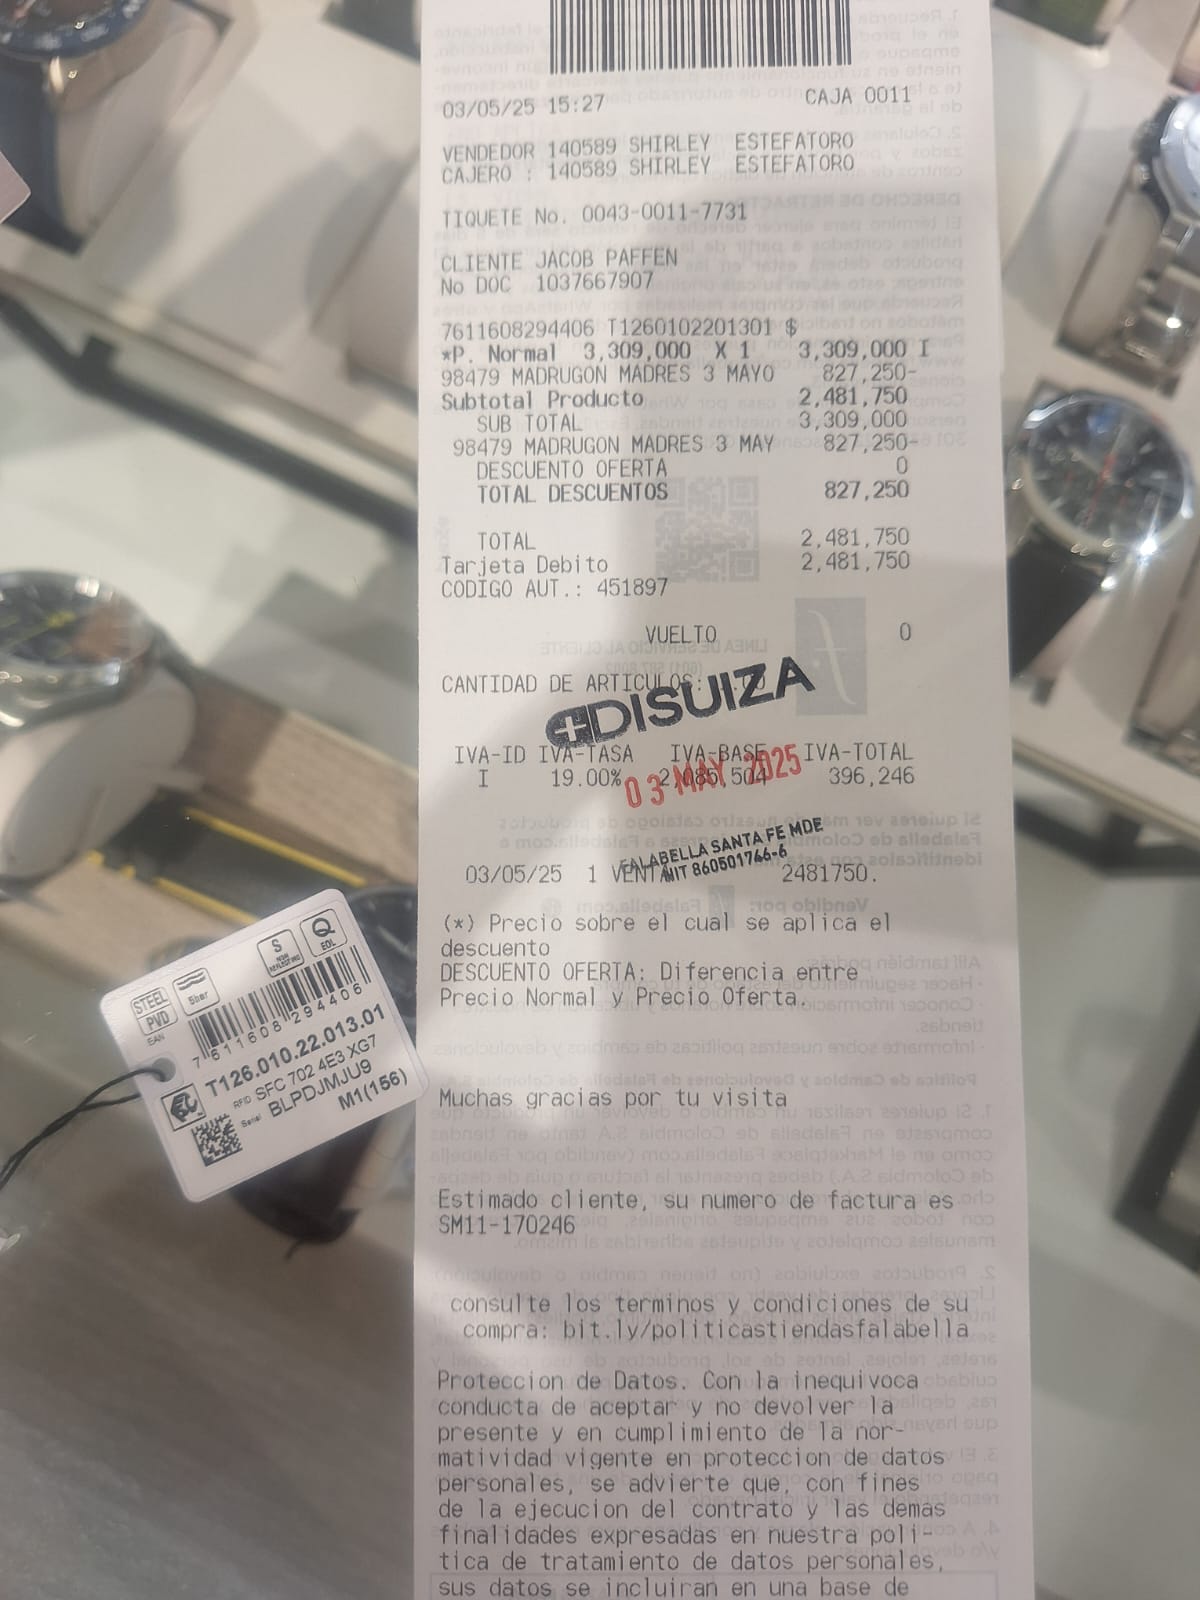 03/05/25 15:27 CAJA 0011
VENDEDOR 140589 SHIRLEY ESTEFATORO
CAJERO : 140589 SHIRLEY ESTEFATORO
TIQUETE No. 0043-0011-7731
CLIENTE JACOB PAFFEN
No DOC 1037667907
7611608294406 T1260102201301 $
*P. Normal 3,309,000 X 1 3,309,000 I
98479 MADRUGON MADRES 3 MAYO 827,250-
Subtotal Producto 2,481,750
SUB TOTAL 3,309,000
98479 MADRUGON MADRES 3 MAY 827,250-
DESCUENTO OFERTA 0
TOTAL DESCUENTOS 827,250
TOTAL 2,481,750
Tarjeta Debito 2,481,750
CODIGO AUT.: 451897
VUELTO 0
CANTIDAD DE ARTICULOS:
DISUIZA
IVA-ID IVA-TASA IVA-BASE IVA-TOTAL
I 19.00% 2,085,504 396,246
03 MAY 2025
FALABELLA SANTA FE MDE
NIT 860501766-6
03/05/25 1 VENTA 2481750.
(*) Precio sobre el cual se aplica el
descuento
DESCUENTO OFERTA: Diferencia entre
Precio Normal y Precio Oferta.
Muchas gracias por tu visita
Estimado cliente, su numero de factura es
SM11-170246
consulte los terminos y condiciones de su
compra: bit.ly/politicastiendasfalabella
Proteccion de Datos. Con la inequivoca
conducta de aceptar y no devolver la
presente y en cumplimiento de la nor-
matividad vigente en proteccion de datos
personales, se advierte que, con fines
de la ejecucion del contrato y las demas
finalidades expresadas en nuestra poli-
tica de tratamiento de datos personales,
sus datos se incluiran en una base de
STEEL
PVD
5bar
S
NON
REFLECTING
Q
EOL
EAN
7611608294406
T126.010.22.013.01
RFID SFC 702 4E3 XG7
Serial BLPDJMJU9
M1(156)